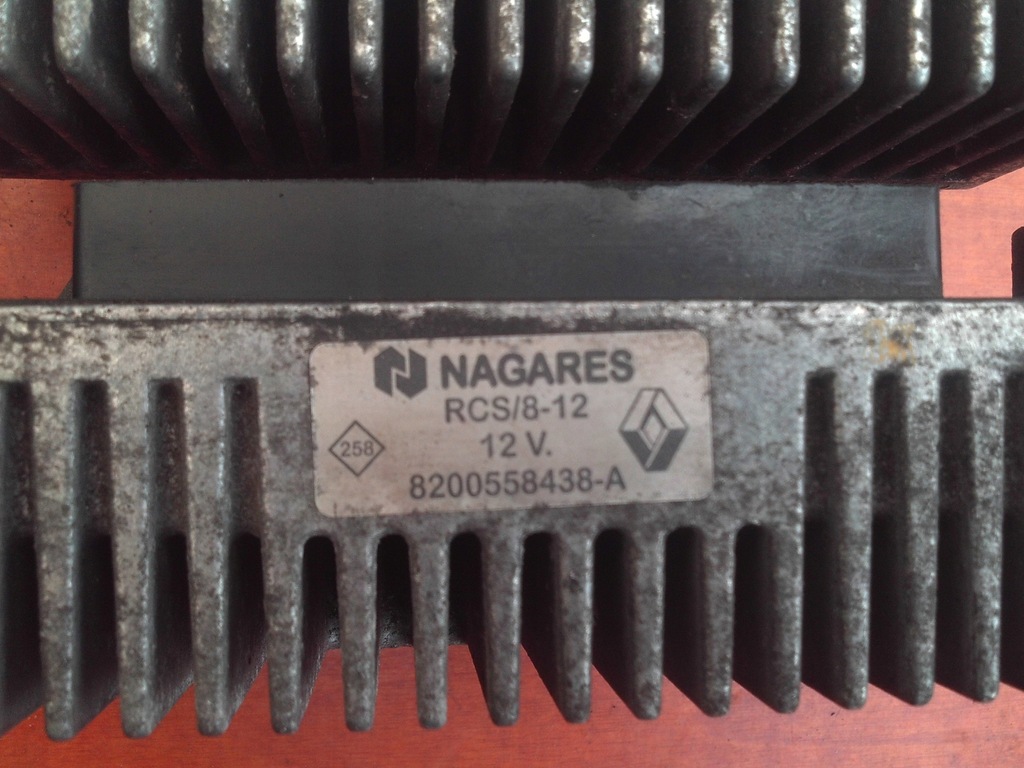 NAGARES
RCS/8-12
258
12 V.
8200558438-A